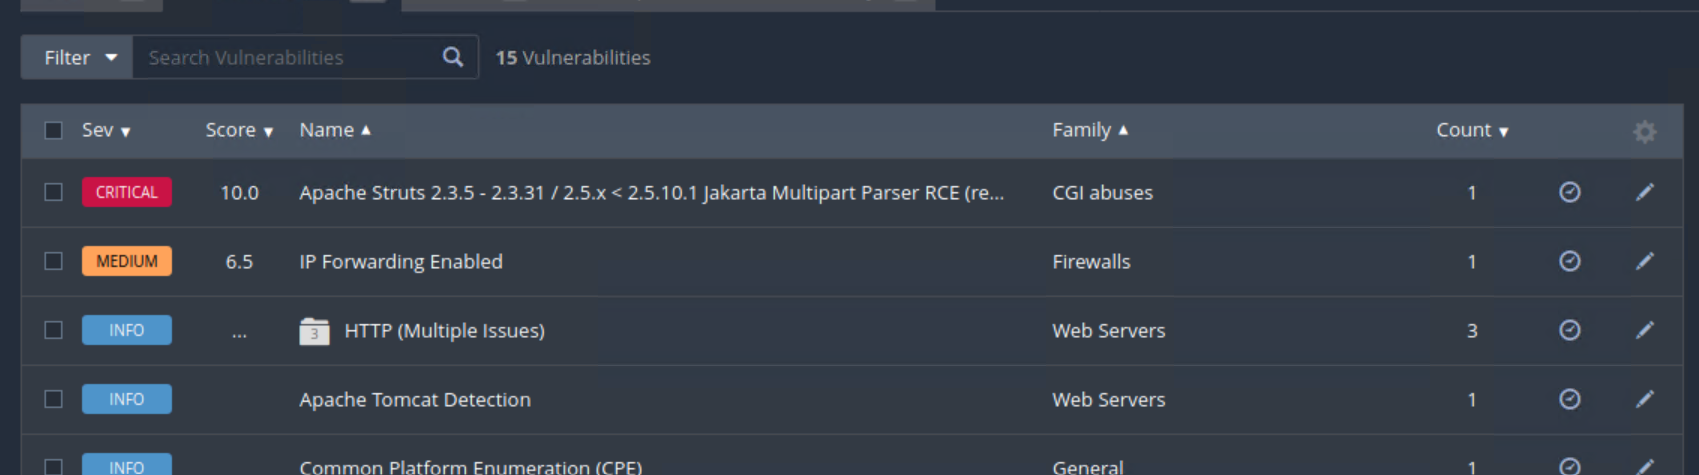 Filter Search Vulnerabilities 15 Vulnerabilities
Sev Score Name Family Count
CRITICAL 10.0 Apache Struts 2.3.5 - 2.3.31 / 2.5.x < 2.5.10.1 Jakarta Multipart Parser RCE (re... CGI abuses 1
MEDIUM 6.5 IP Forwarding Enabled Firewalls 1
INFO ... 3 HTTP (Multiple Issues) Web Servers 3
INFO Apache Tomcat Detection Web Servers 1
INFO Common Platform Enumeration (CPE) General 1